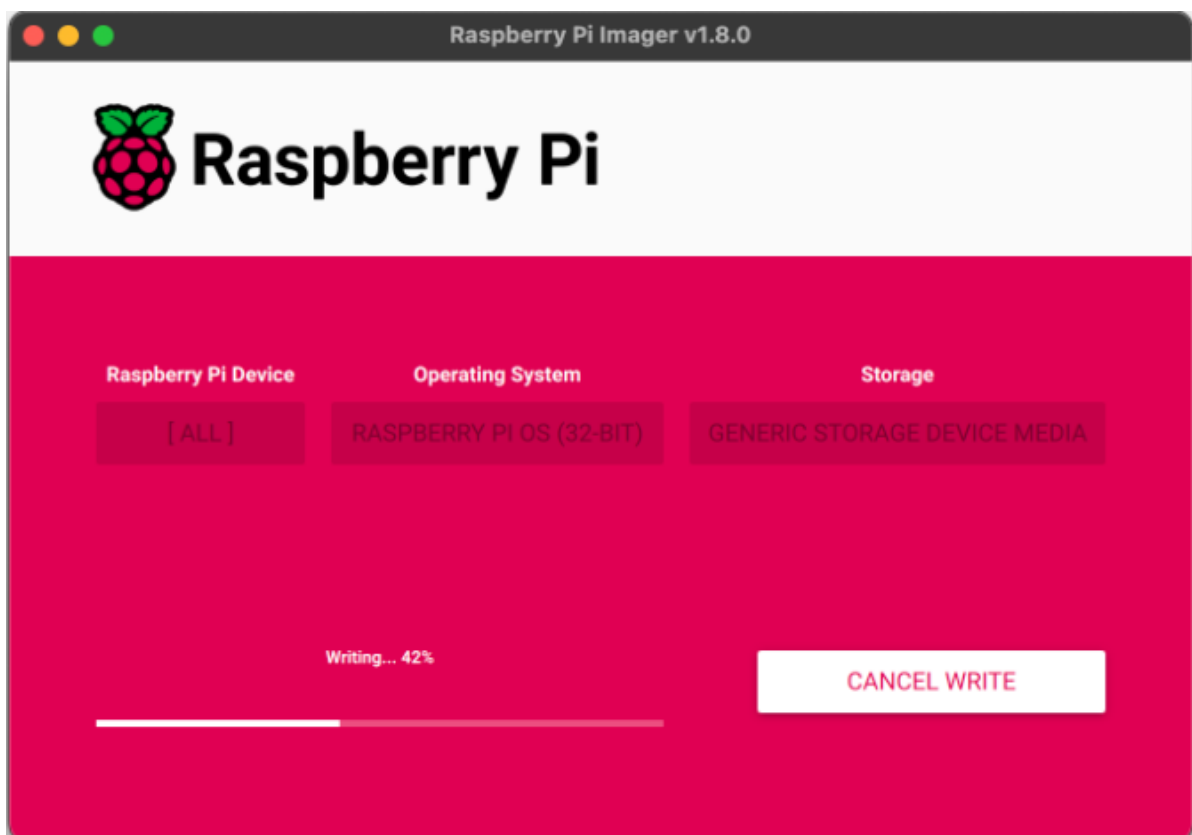 Raspberry Pi Imager v1.8.0
Raspberry Pi
Raspberry Pi Device
Operating System
Storage
[ ALL ]
RASPBERRY PI OS (32-BIT)
GENERIC STORAGE DEVICE MEDIA
Writing... 42%
CANCEL WRITE